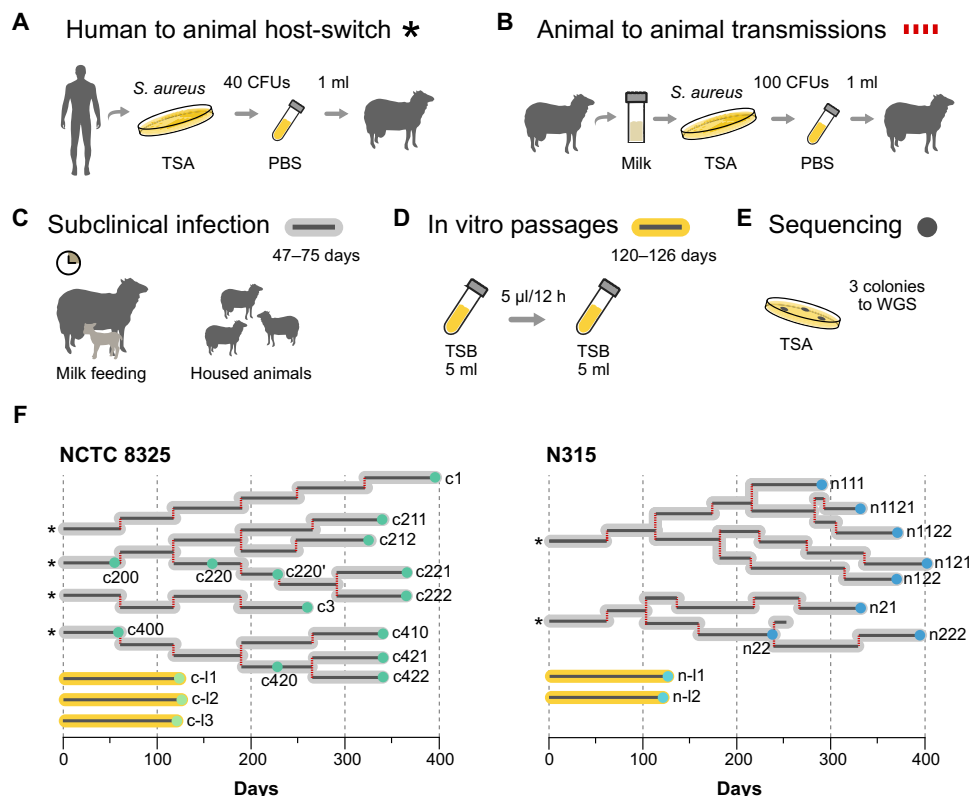 A Human to animal host-switch *
S. aureus 40 CFUs 1 ml
TSA PBS
B Animal to animal transmissions
S. aureus 100 CFUs 1 ml
Milk TSA PBS
C Subclinical infection
47–75 days
Milk feeding Housed animals
D In vitro passages
120–126 days
5 µl/12 h
TSB TSB
5 ml 5 ml
E Sequencing
3 colonies
to WGS
TSA
F
NCTC 8325
c1
c211
*
c212
*
c200 c220 c220' c221
*
c222
c3
*
c400 c410
c421
c420 c422
c-l1
c-l2
c-l3
0 100 200 300 400
Days
N315
n111
n1121
n1122
*
n121
n122
n21
*
n22 n222
n-l1
n-l2
0 100 200 300 400
Days